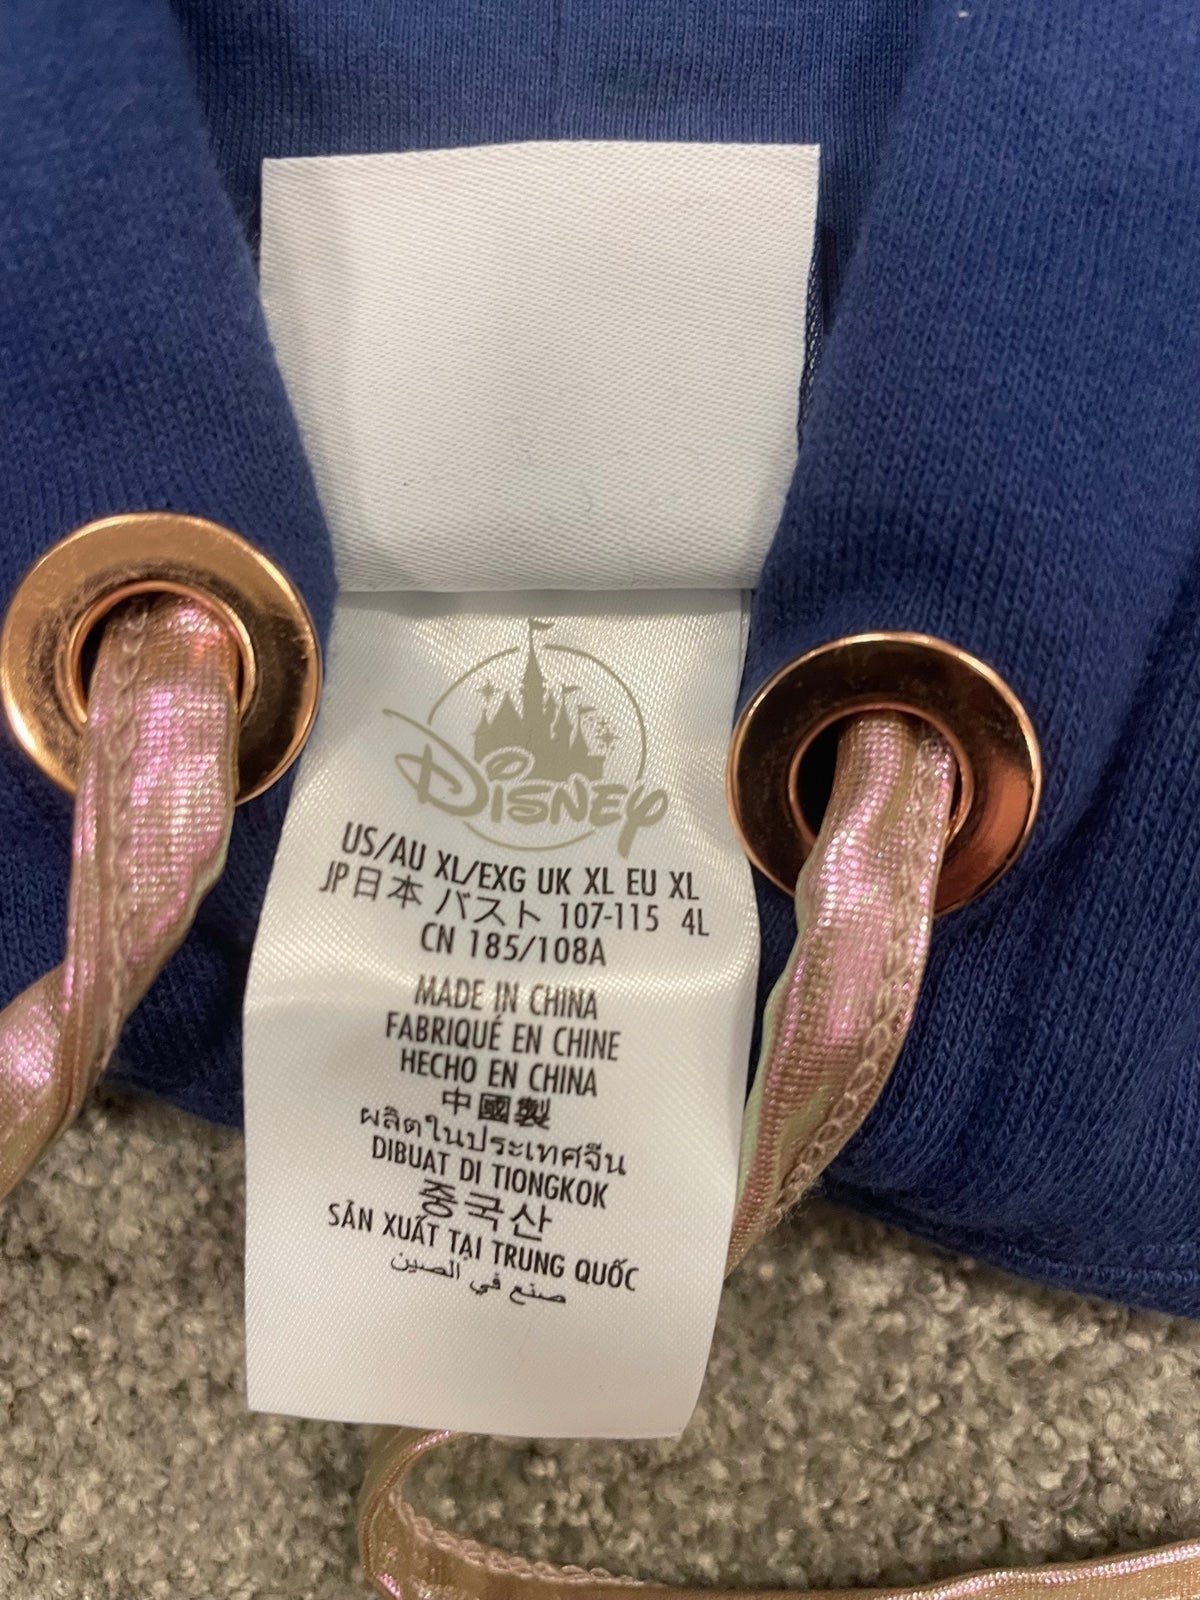 Disney
US/AU XL/EXG UK XL EU XL
JP日本 バスト 107-115 4L
CN 185/108A
MADE IN CHINA
FABRIQUÉ EN CHINE
HECHO EN CHINA
中國製
ผลิตในประเทศจีน
DIBUAT DI TIONGKOK
중국산
SẢN XUẤT TẠI TRUNG QUỐC
صنع في الصين